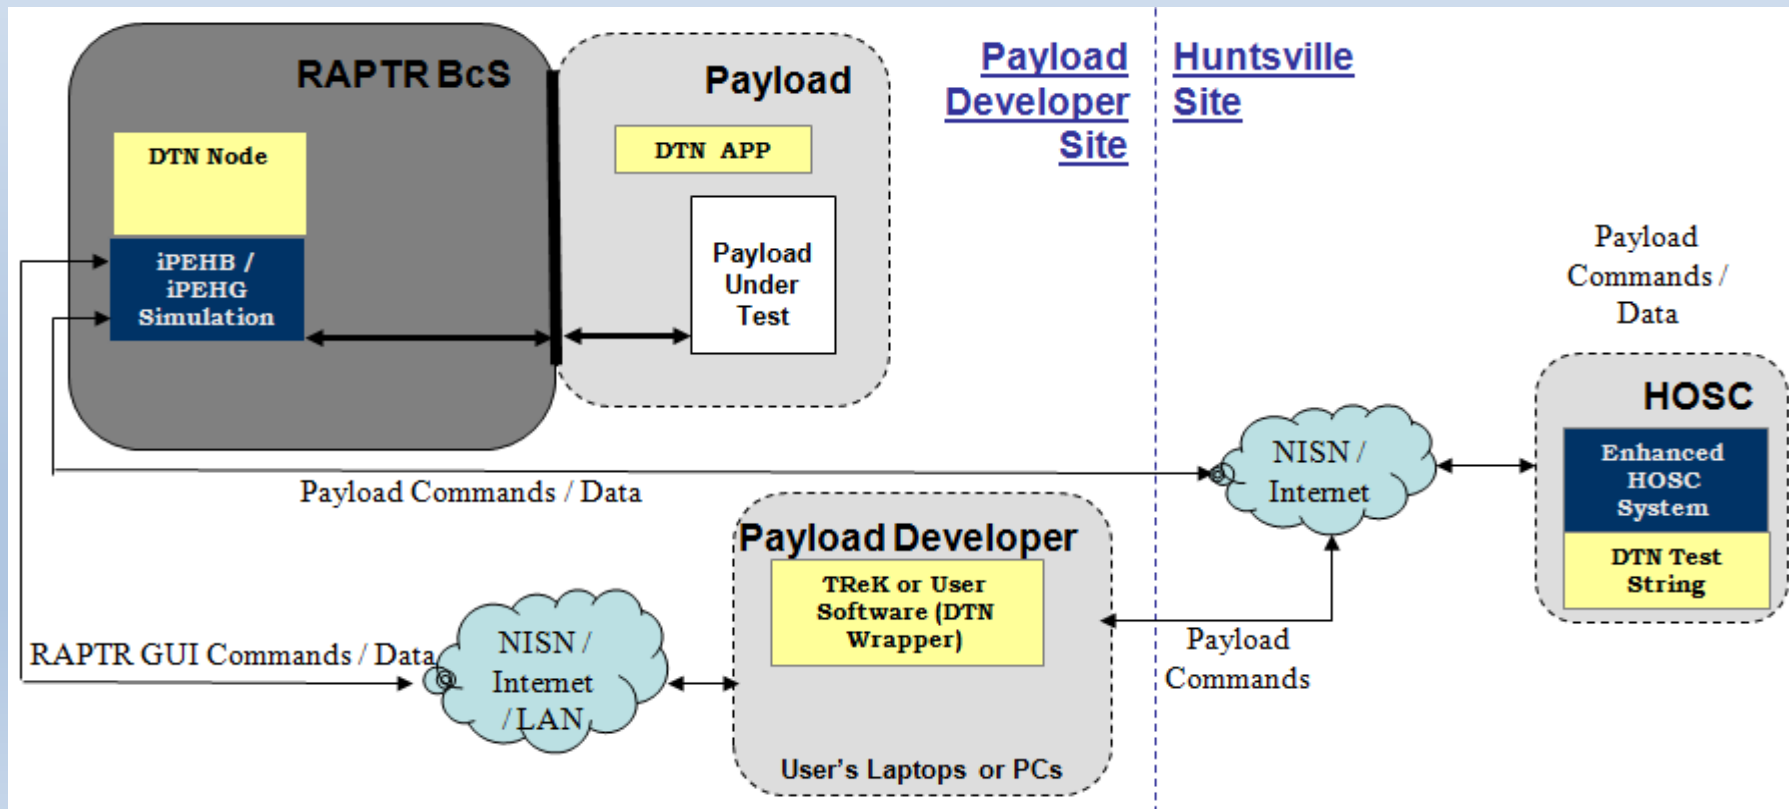 RAPTR BcS
DTN Node
iPEHB /
iPEHG
Simulation
Payload
DTN APP
Payload
Under
Test
Payload
Developer
Site
Huntsville
Site
Payload
Commands /
Data
HOSC
Enhanced
HOSC
System
DTN Test
String
NISN /
Internet
Payload Commands / Data
Payload Developer
TReK or User
Software (DTN
Wrapper)
User's Laptops or PCs
Payload
Commands
RAPTR GUI Commands / Data
NISN /
Internet
/ LAN